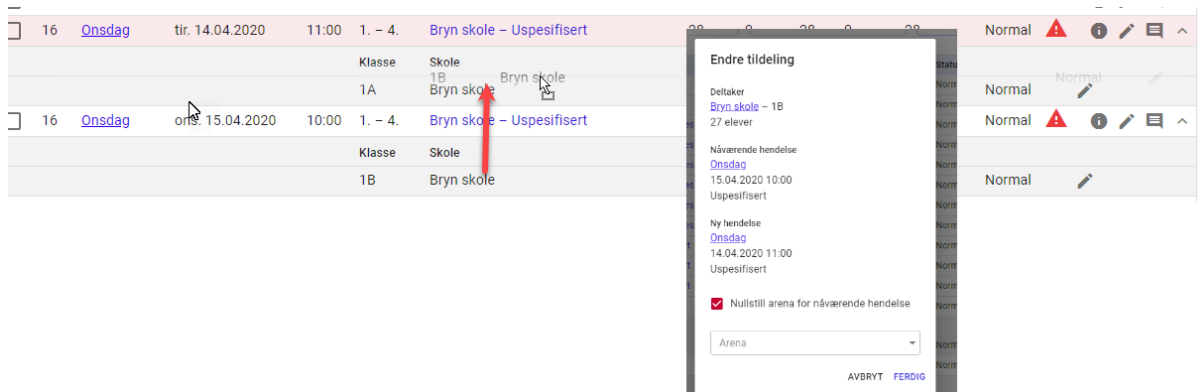 16 Onsdag tir. 14.04.2020 11:00 1. – 4. Bryn skole – Uspesifisert Normal
Klasse Skole
1B Bryn skole Normal
1A Bryn skole Normal
16 Onsdag ons. 15.04.2020 10:00 1. – 4. Bryn skole – Uspesifisert Normal
Klasse Skole
1B Bryn skole Normal
Endre tildeling
Deltaker
Bryn skole – 1B
27 elever
Nåværende hendelse
Onsdag
15.04.2020 10:00
Uspesifisert
Ny hendelse
Onsdag
14.04.2020 11:00
Uspesifisert
Nullstill arena for nåværende hendelse
Arena
AVBRYT FERDIG